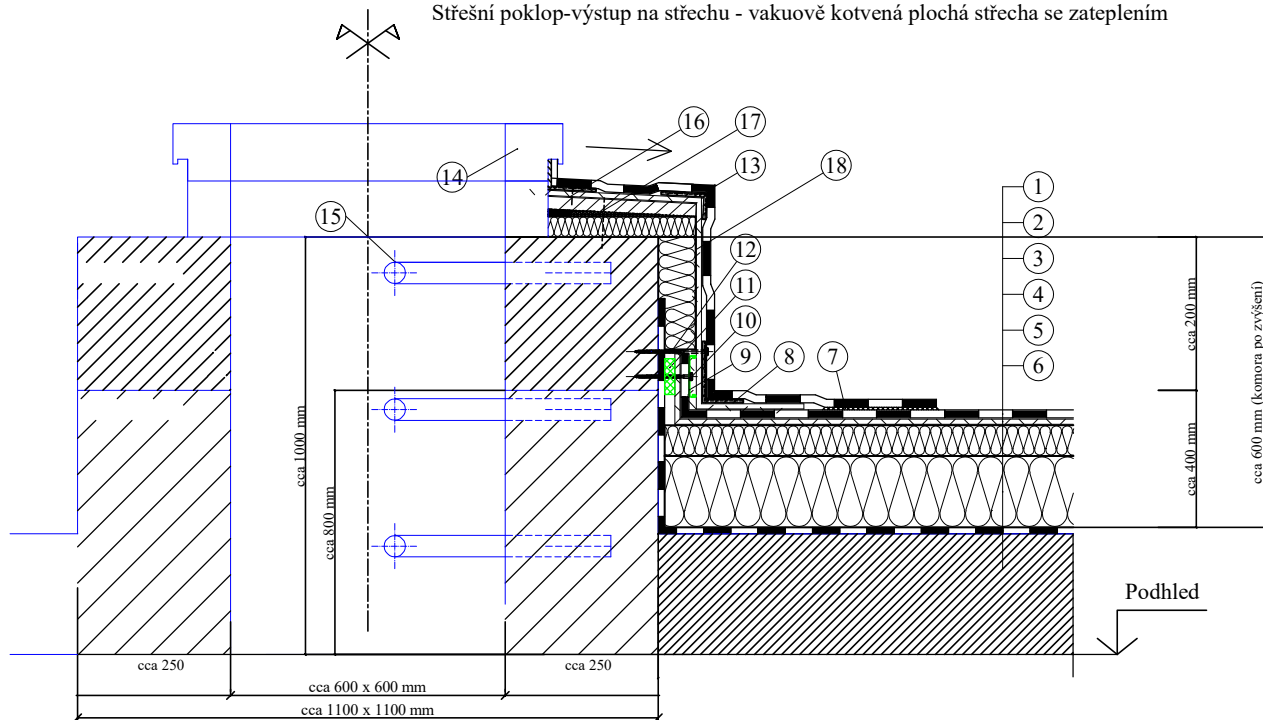 Střešní poklop-výstup na střechu - vakuově kotvená plochá střecha se zateplením
16
17
14
13
18
15
1
2
3
4
5
6
12
11
10
9
8
7
cca 200 mm
cca 600 mm (komora po zvýšení)
cca 400 mm
cca 1000 mm
cca 800 mm
Podhled
cca 250
cca 250
cca 600 x 600 mm
cca 1100 x 1100 mm